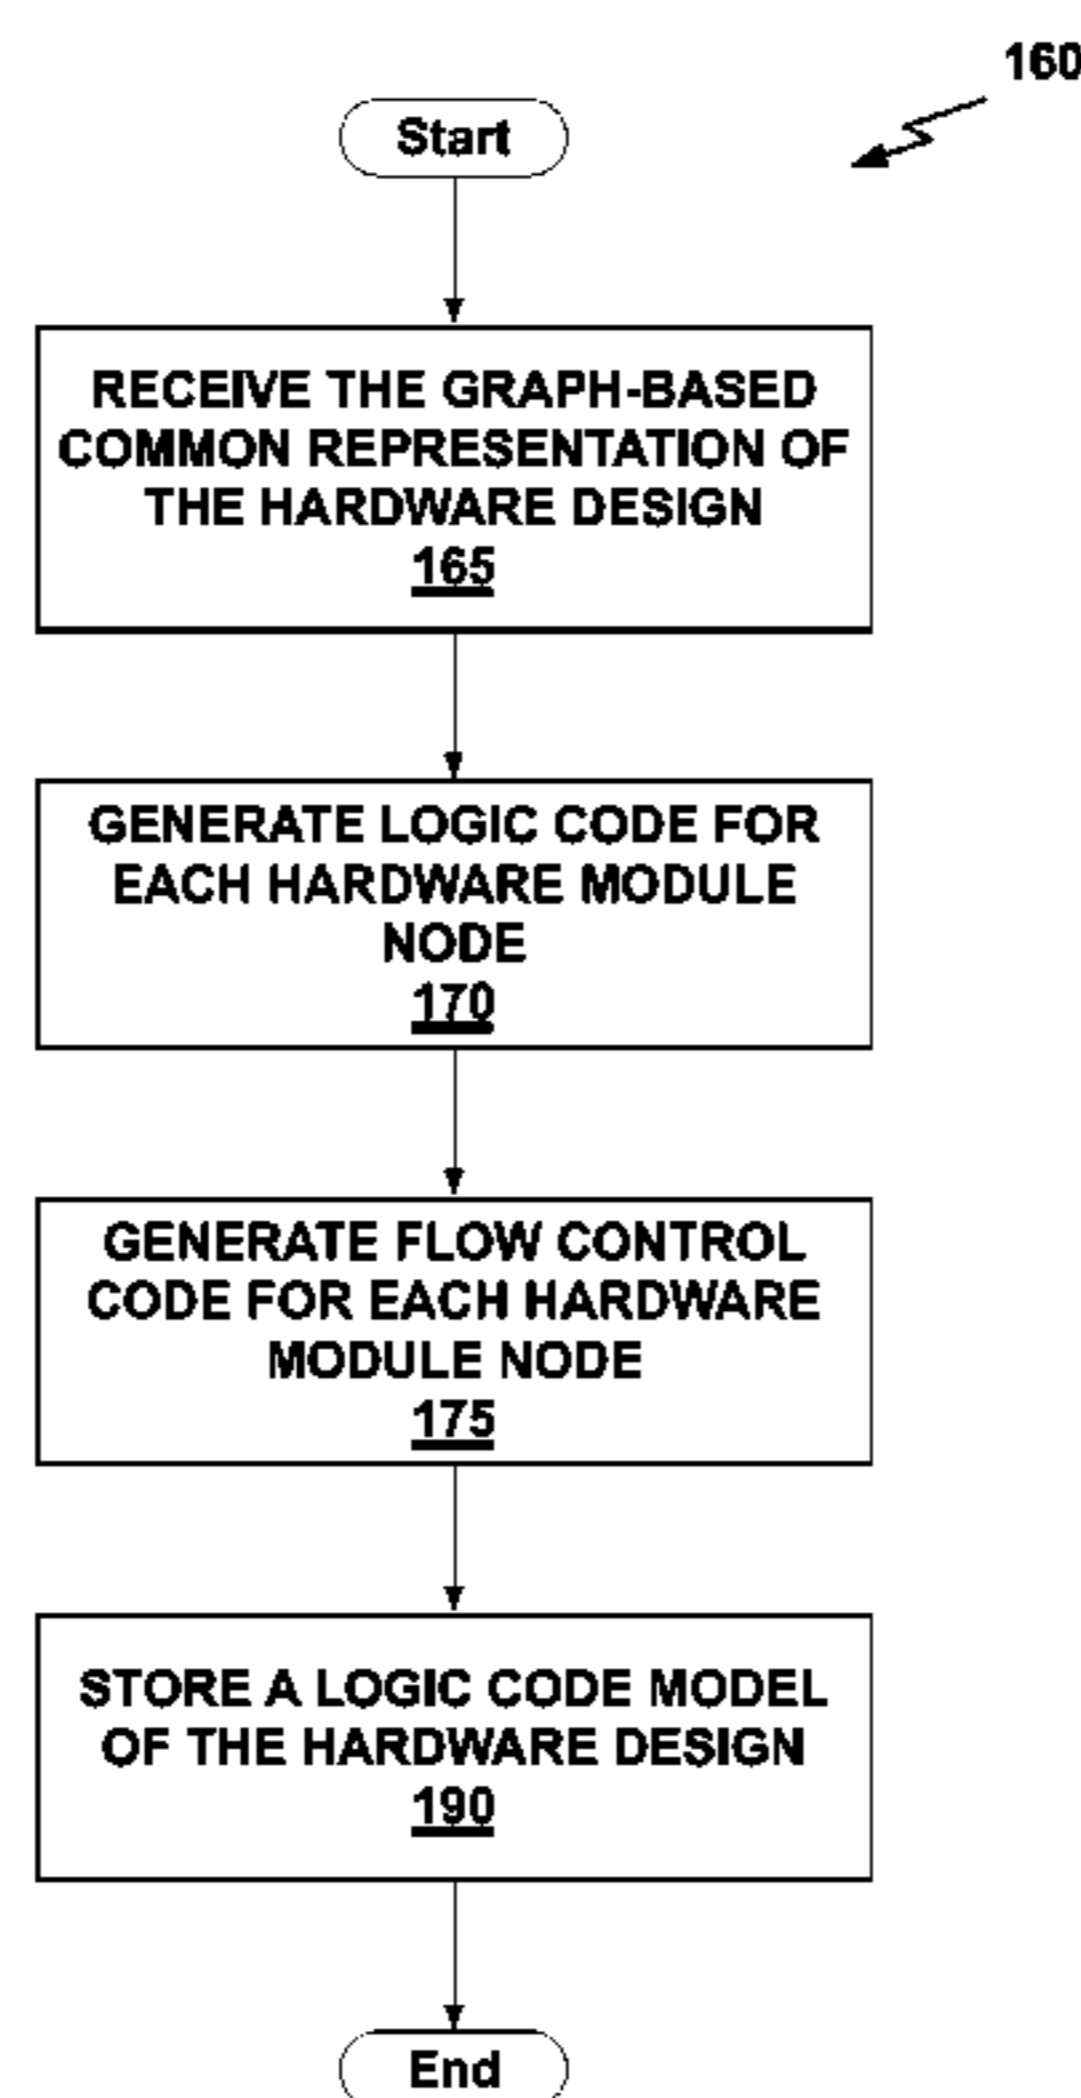 160
Start
RECEIVE THE GRAPH-BASED
COMMON REPRESENTATION OF
THE HARDWARE DESIGN
165
GENERATE LOGIC CODE FOR
EACH HARDWARE MODULE
NODE
170
GENERATE FLOW CONTROL
CODE FOR EACH HARDWARE
MODULE NODE
175
STORE A LOGIC CODE MODEL
OF THE HARDWARE DESIGN
190
End